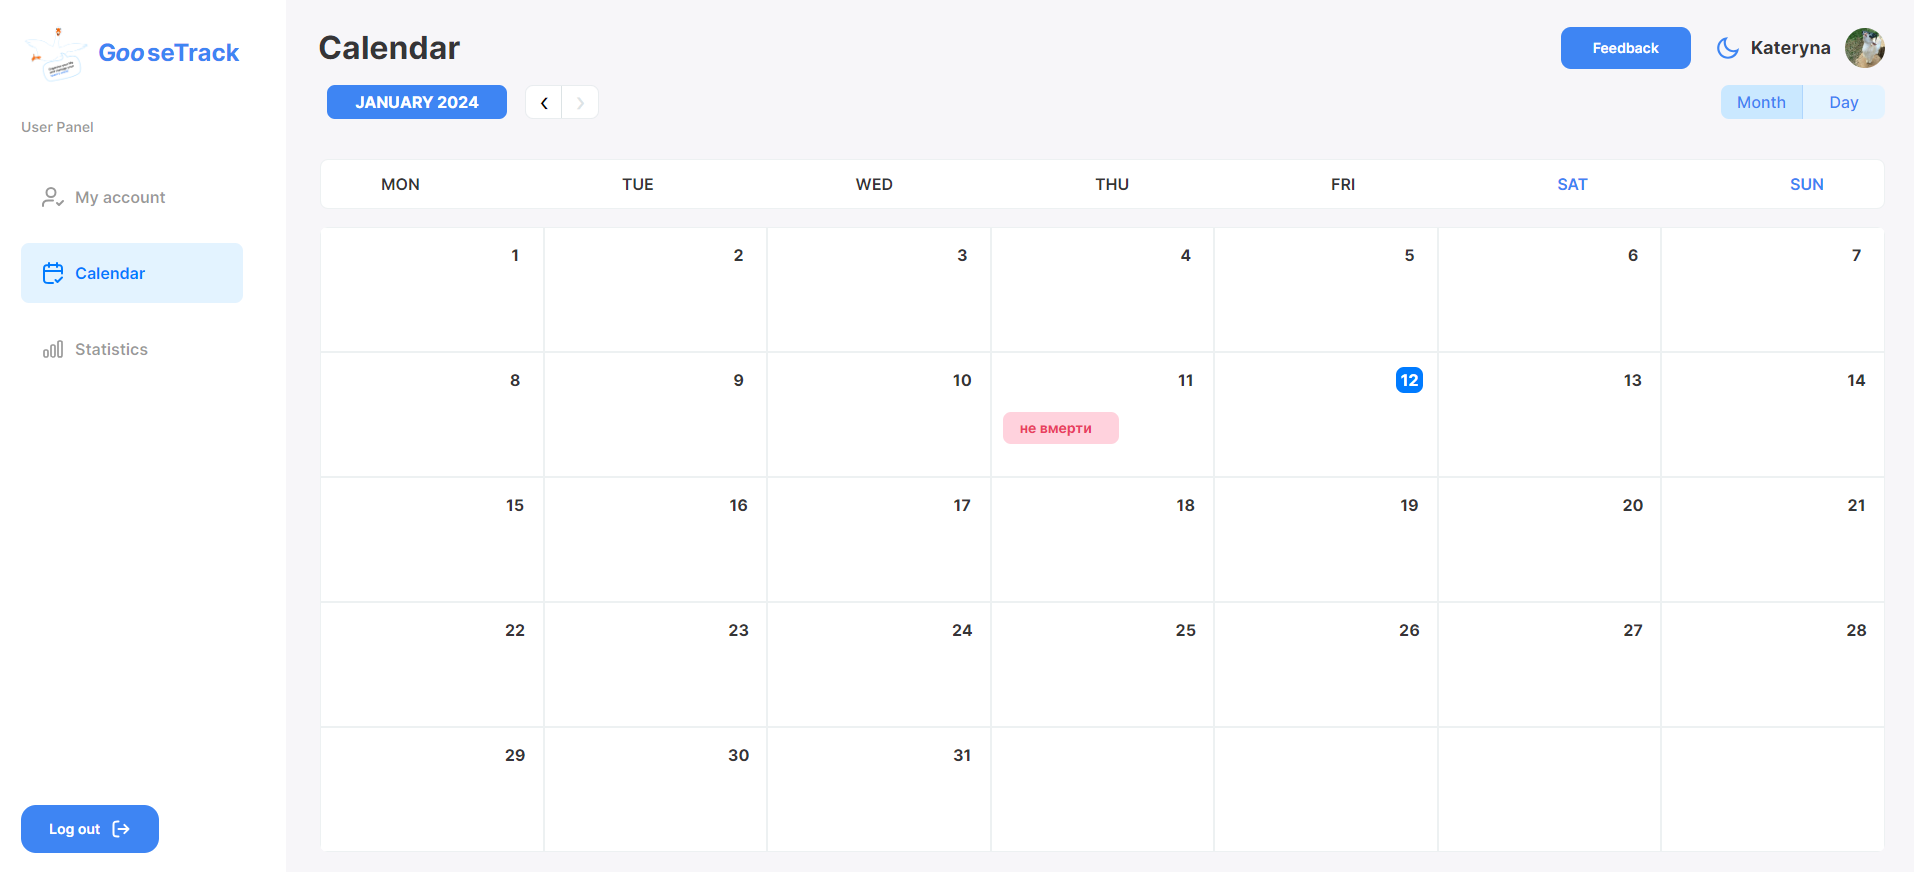 GooseTrack
User Panel
My account
Calendar
Statistics
Log out
Calendar
Feedback
Kateryna
JANUARY 2024
Month
Day
MON TUE WED THU FRI SAT SUN
1 2 3 4 5 6 7
8 9 10 11 12 13 14
не вмерти
15 16 17 18 19 20 21
22 23 24 25 26 27 28
29 30 31